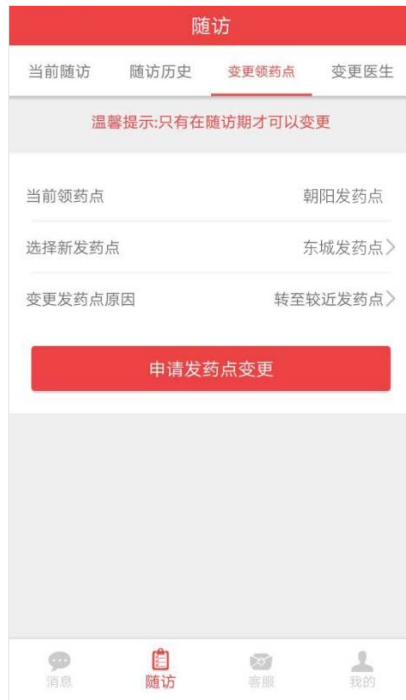 随访
当前随访 随访历史 变更领药点 变更医生
温馨提示:只有在随访期才可以变更
当前领药点 朝阳发药点
选择新发药点 东城发药点
变更发药点原因 转至较近发药点
申请发药点变更
消息 随访 客服 我的